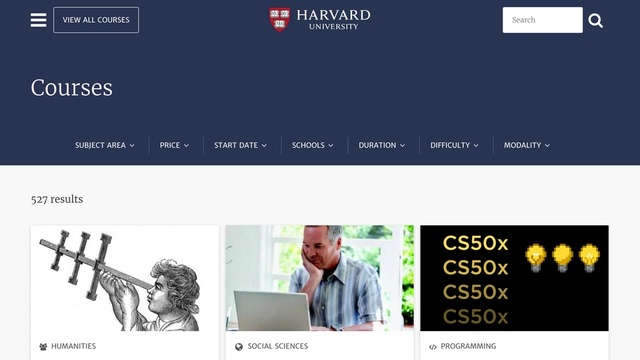 VIEW ALL COURSES
HARVARD
UNIVERSITY
Search
Courses
SUBJECT AREA
PRICE
START DATE
SCHOOLS
DURATION
DIFFICULTY
MODALITY
527 results
CS50x
CS50x
CS50x
CS50x
HUMANITIES
SOCIAL SCIENCES
PROGRAMMING